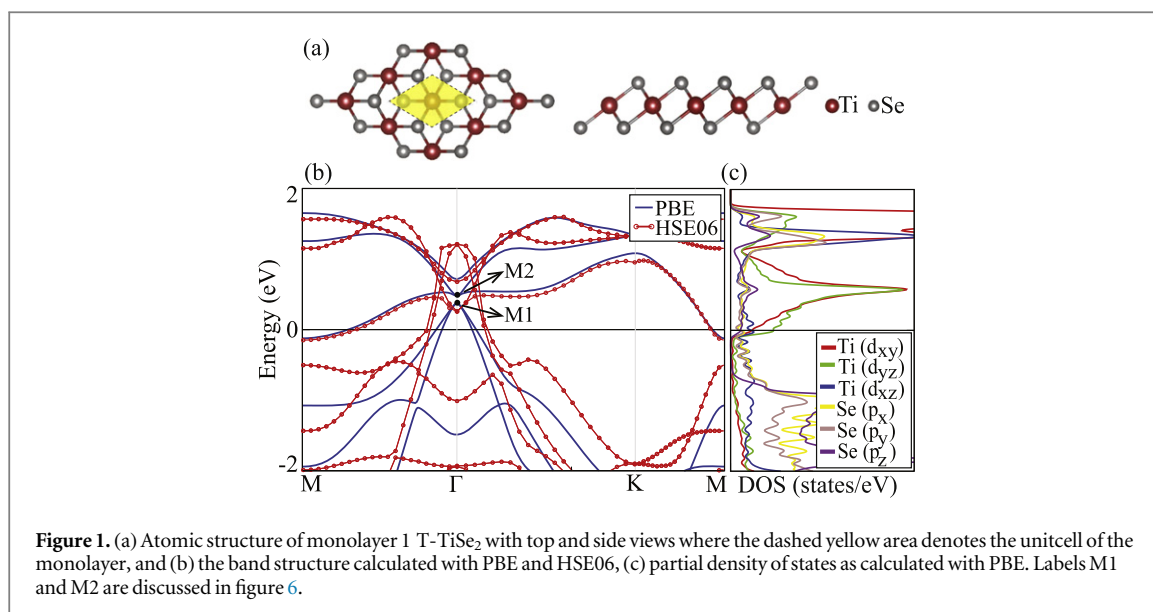 (a)
Ti Se
(b)
(c)
2
PBE
HSE06
M2
M1
Energy (eV)
0
Ti (dxy)
Ti (dyz)
Ti (dxz)
Se (px)
Se (py)
Se (pz)
-2
M Γ K M DOS (states/eV)
Figure 1. (a) Atomic structure of monolayer 1 T-TiSe₂ with top and side views where the dashed yellow area denotes the unitcell of the
monolayer, and (b) the band structure calculated with PBE and HSE06, (c) partial density of states as calculated with PBE. Labels M1
and M2 are discussed in figure 6.